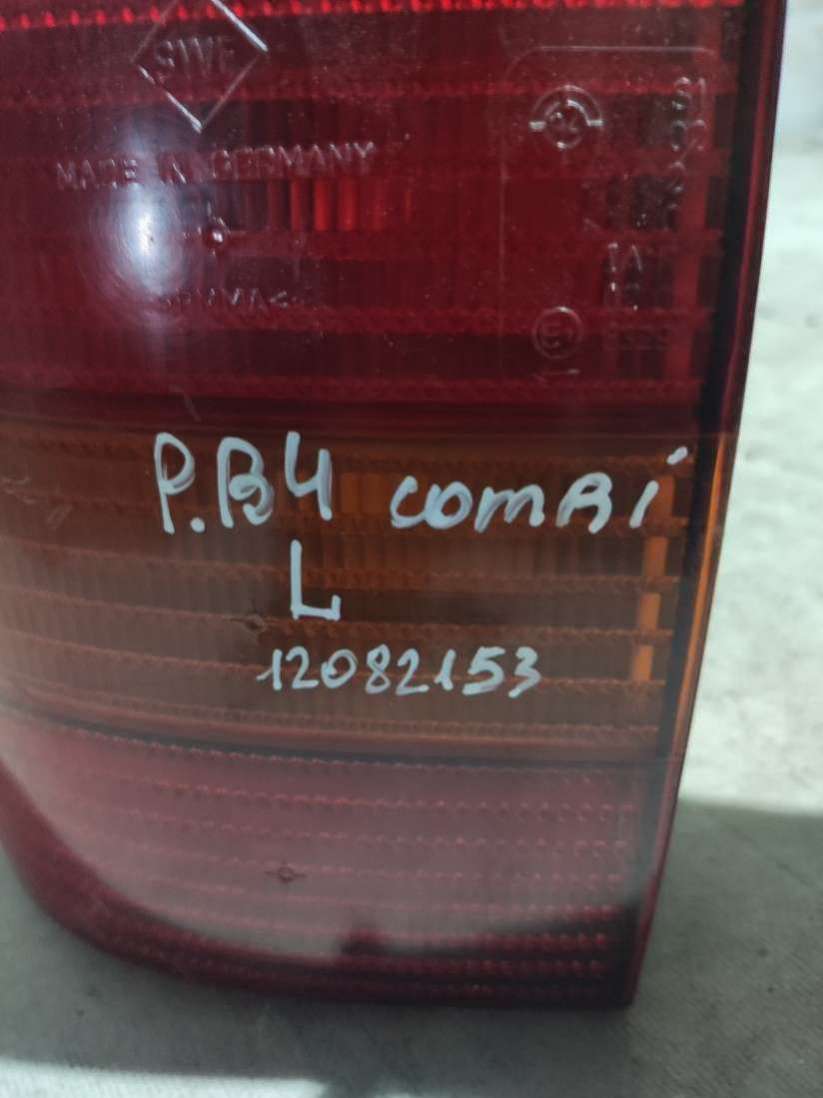 SWF
MADE IN GERMANY
P.B4 comBi
L
12082153